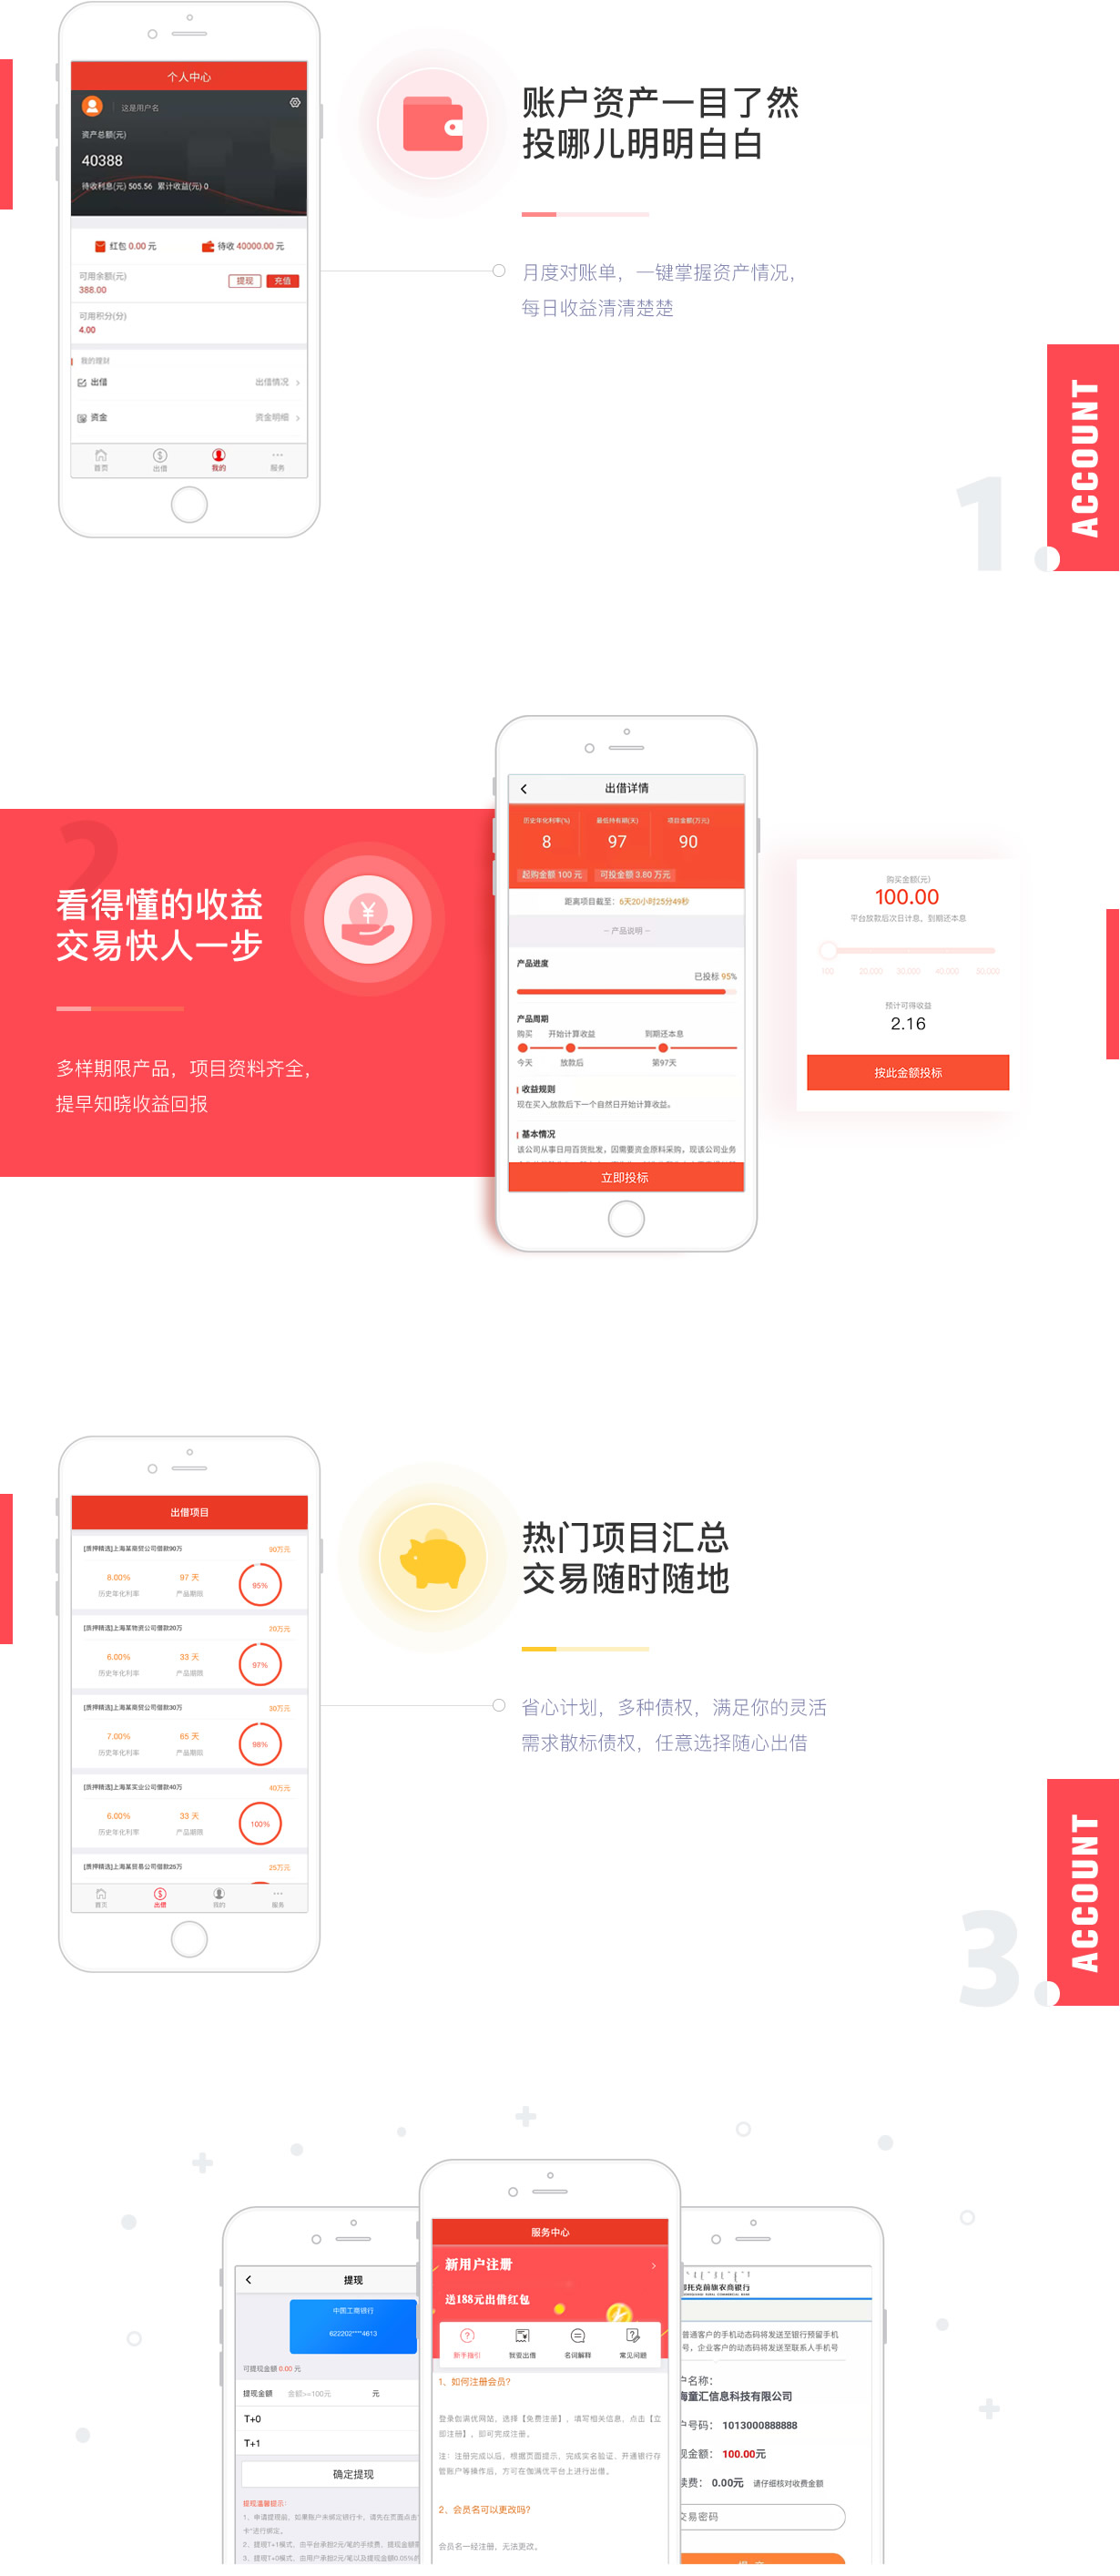 个人中心
这是用户名
资产总额(元)
40388
待收利息(元) 505.56 累计收益(元) 0
红包 0.00 元 待收 40000.00 元
可用余额(元)
388.00
提现 充值
可用积分(分)
4.00
我的理财
出借 出借情况
资金 资金明细
首页 出借 我的 服务
账户资产一目了然
投哪儿明明白白
月度对账单，一键掌握资产情况，
每日收益清清楚楚
ACCOUNT
1.
2
看得懂的收益
交易快人一步
多样期限产品，项目资料齐全，
提早知晓收益回报
出借详情
历史年化利率(%) 最低持有期(天) 项目金额(万元)
8 97 90
起购金额 100 元 可投金额 3.80 万元
距离项目截至：6天20小时25分49秒
-- 产品说明 --
产品进度
已投标 95%
产品周期
购买 开始计算收益 到期还本息
今天 放款后 第97天
收益规则
现在买入,放款后下一个自然日开始计算收益。
基本情况
该公司从事日用百货批发，因需要资金原料采购，现该公司业务
立即投标
购买金额(元)
100.00
平台放款后次日计息，到期还本息
100 20,000 30,000 40,000 50,000
预计可得收益
2.16
按此金额投标
出借项目
[质押精选]上海某商贸公司借款90万 90万元
8.00% 97 天 95%
历史年化利率 产品期限
[质押精选]上海某物资公司借款20万 20万元
6.00% 33 天 97%
历史年化利率 产品期限
[质押精选]上海某商贸公司借款30万 30万元
7.00% 65 天 98%
历史年化利率 产品期限
[质押精选]上海某实业公司借款40万 40万元
6.00% 33 天 100%
历史年化利率 产品期限
[质押精选]上海某贸易公司借款25万 25万元
首页 出借 我的 服务
热门项目汇总
交易随时随地
省心计划，多种债权，满足你的灵活
需求散标债权，任意选择随心出借
ACCOUNT
3.
提现
中国工商银行
622202****4613
可提现金额 0.00 元
提现金额 金额>=100元 元
T+0
T+1
确定提现
提现温馨提示：
1、申请提现前，如果账户未绑定银行卡，请先在页面点击"
卡"进行绑定。
2、提现T+1模式，由平台承担2元/笔的手续费，提现金额
3、提现T+0模式，由用户承担2元/笔以及提现金额0.05%的
服务中心
新用户注册
送188元出借红包
新手指引 我要出借 名词解释 常见问题
1、如何注册会员?
登录伽满优网站，选择【免费注册】，填写相关信息，点击【立
即注册】，即可完成注册。
注：注册完成以后，根据页面提示，完成实名验证、开通银行存
管账户等操作后，方可在伽满优平台上进行出借。
2、会员名可以更改吗?
会员名一经注册，无法更改。
托克前旗农商银行
普通客户的手机动态码将发送至银行预留手机
号，企业客户的动态码将发送至联系人手机号
户名称：
海童汇信息科技有限公司
户号码： 1013000888888
现金额： 100.00元
续费： 0.00元 请仔细核对收费金额
交易密码